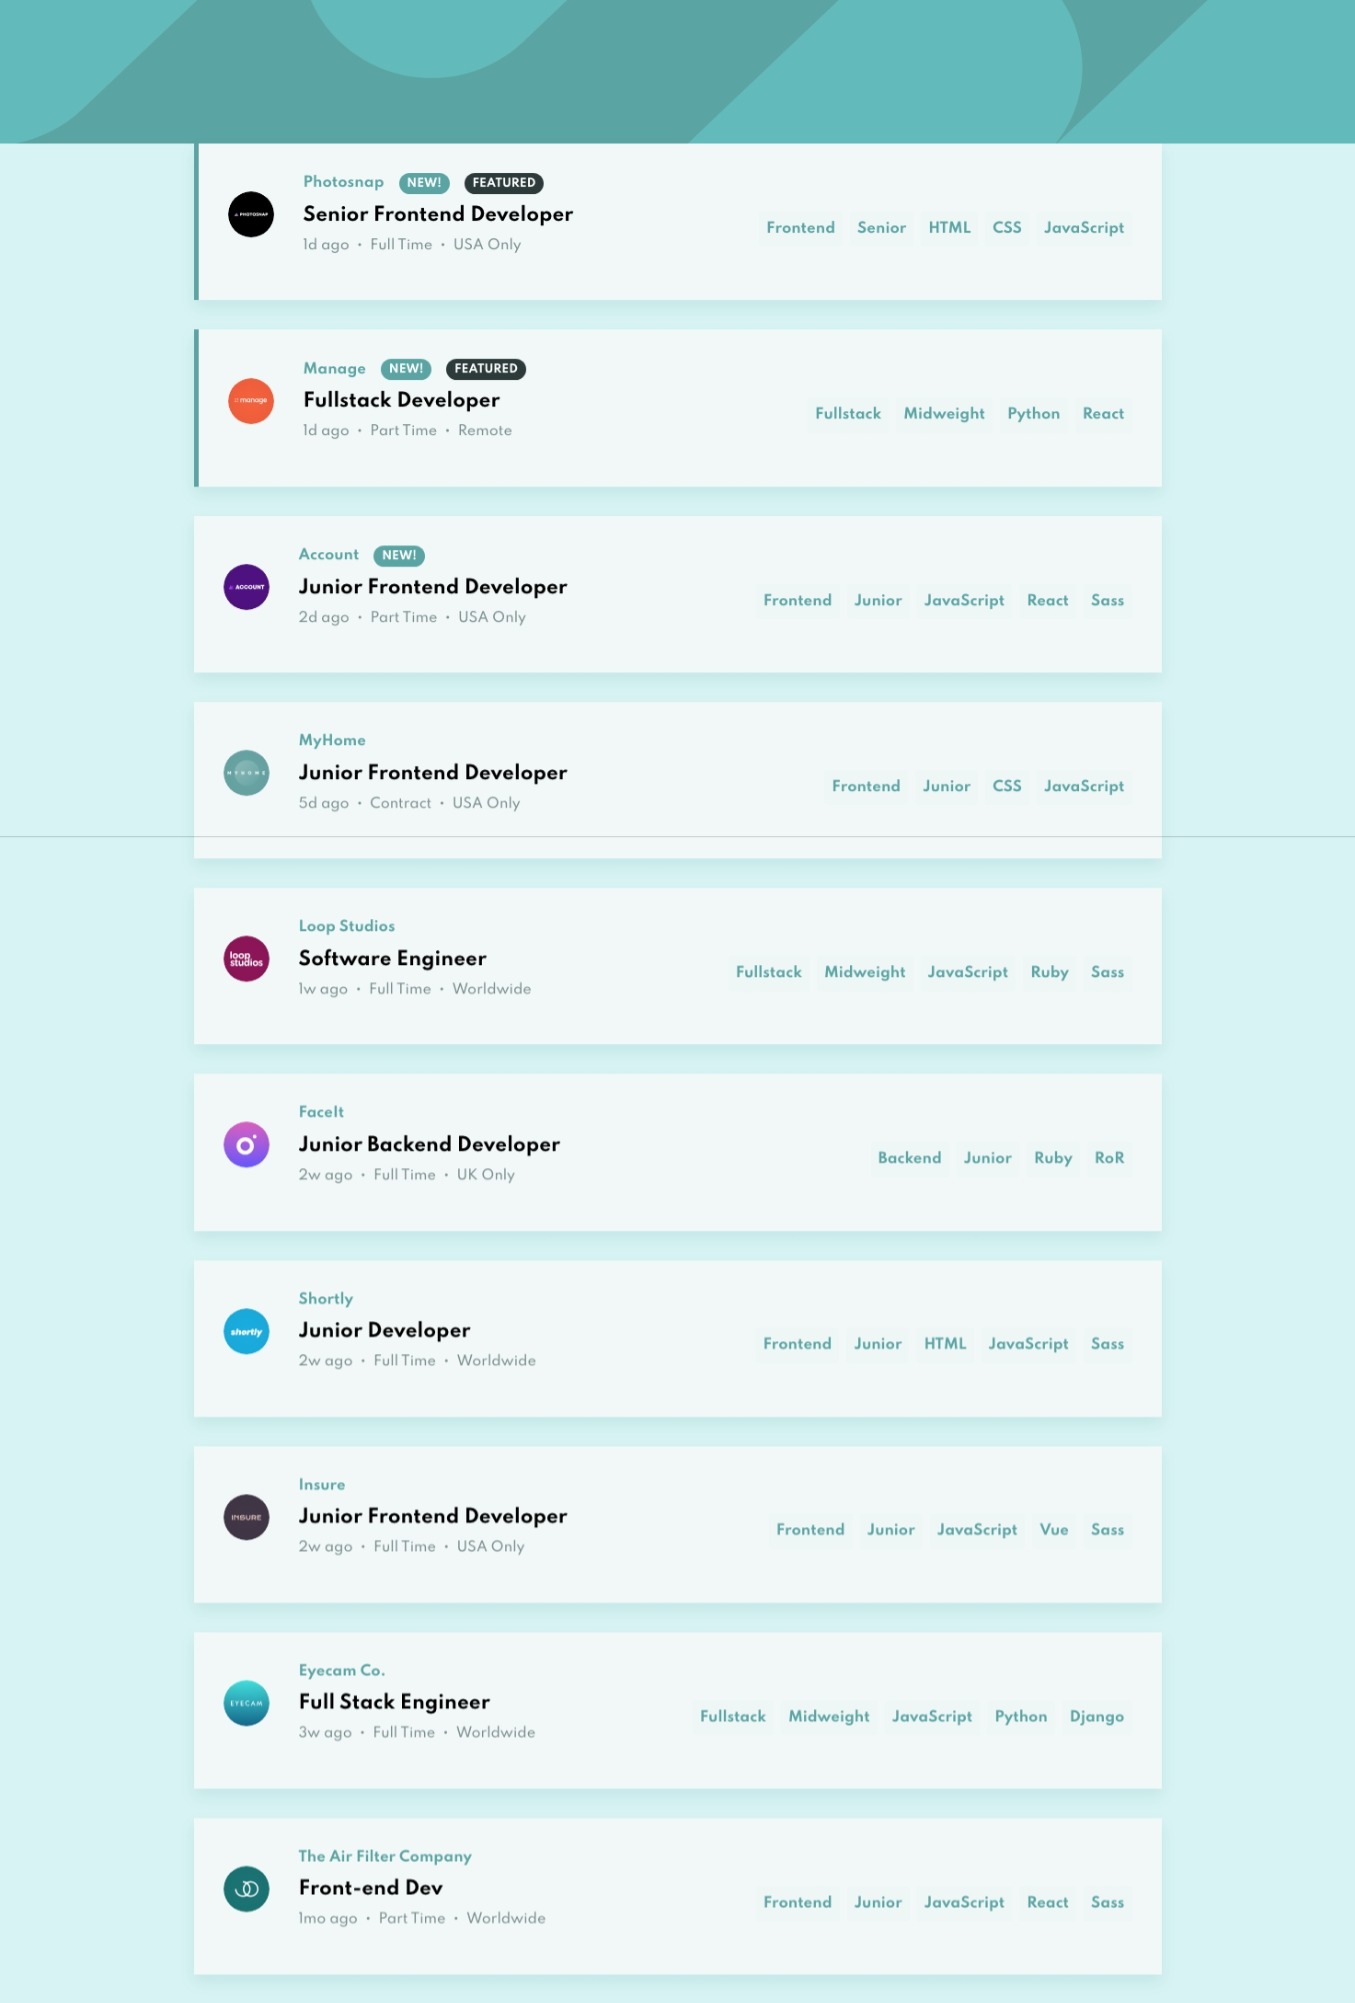 Photosnap NEW! FEATURED
PHOTOSNAP
Senior Frontend Developer
1d ago • Full Time • USA Only
Frontend Senior HTML CSS JavaScript
Manage NEW! FEATURED
manage
Fullstack Developer
1d ago • Part Time • Remote
Fullstack Midweight Python React
Account NEW!
ACCOUNT
Junior Frontend Developer
2d ago • Part Time • USA Only
Frontend Junior JavaScript React Sass
MyHome
MYHOME
Junior Frontend Developer
5d ago • Contract • USA Only
Frontend Junior CSS JavaScript
Loop Studios
loop
studios
Software Engineer
1w ago • Full Time • Worldwide
Fullstack Midweight JavaScript Ruby Sass
FaceIt
Junior Backend Developer
2w ago • Full Time • UK Only
Backend Junior Ruby RoR
Shortly
shortly
Junior Developer
2w ago • Full Time • Worldwide
Frontend Junior HTML JavaScript Sass
Insure
INSURE
Junior Frontend Developer
2w ago • Full Time • USA Only
Frontend Junior JavaScript Vue Sass
Eyecam Co.
EYECAM
Full Stack Engineer
3w ago • Full Time • Worldwide
Fullstack Midweight JavaScript Python Django
The Air Filter Company
Front-end Dev
1mo ago • Part Time • Worldwide
Frontend Junior JavaScript React Sass